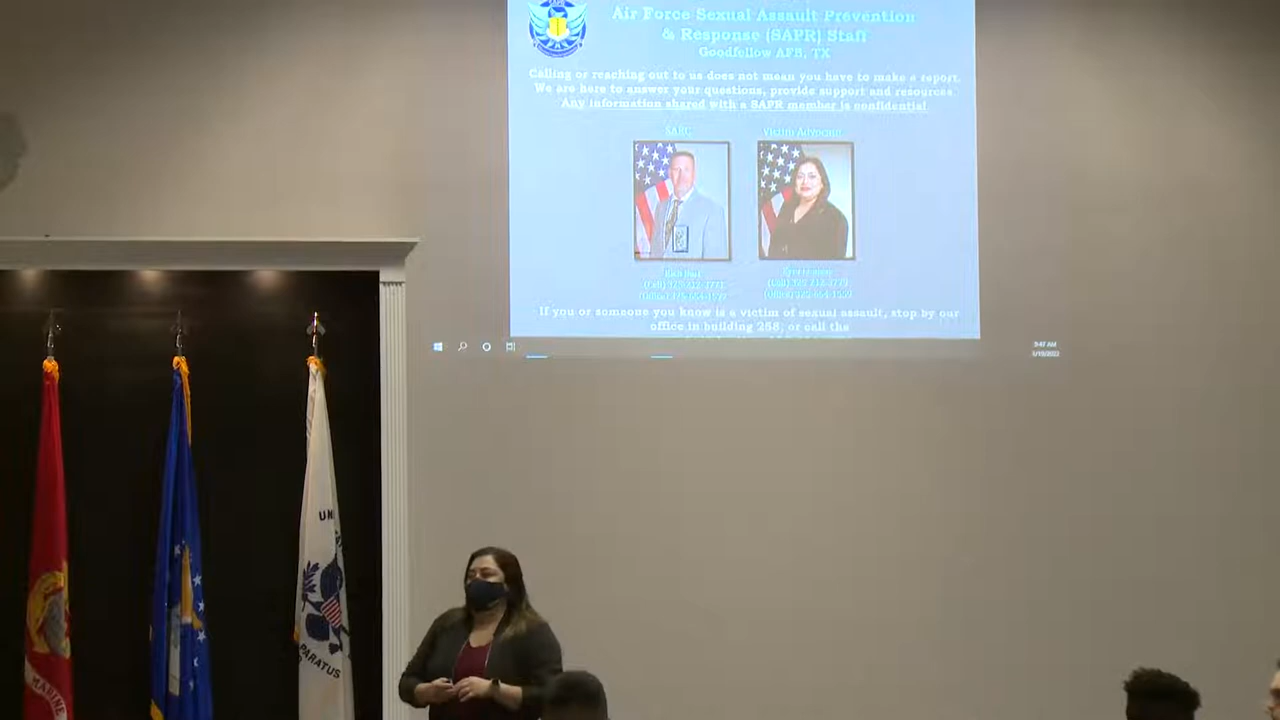 Air Force Sexual Assault Prevention
& Response (SAPR) Staff
Goodfellow AFB, TX
Calling or reaching out to us does not mean you have to make a report.
We are here to answer your questions, provide support and resources.
Any information shared with a SAPR member is confidential
SARC
Victim Advocate
If you or someone you know is a victim of sexual assault, stop by our
office in building 258, or call the
MARINE
PARATUS